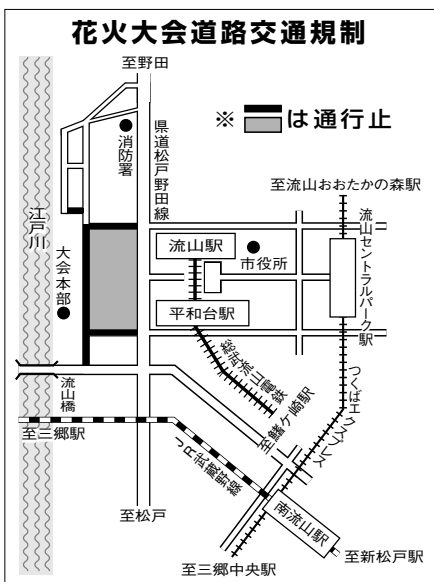 花火大会道路交通規制
至野田
※ は通行止
消防署
県道松戸野田線
至流山おおたかの森駅
江戸川
流山駅
市役所
流山セントラルパーク駅
大会本部
平和台駅
総武流山電鉄
流山橋
至鰭ケ崎駅
つくばエクスプレス
至三郷駅
JR武蔵野線
至松戸
南流山駅
至新松戸駅
至三郷中央駅